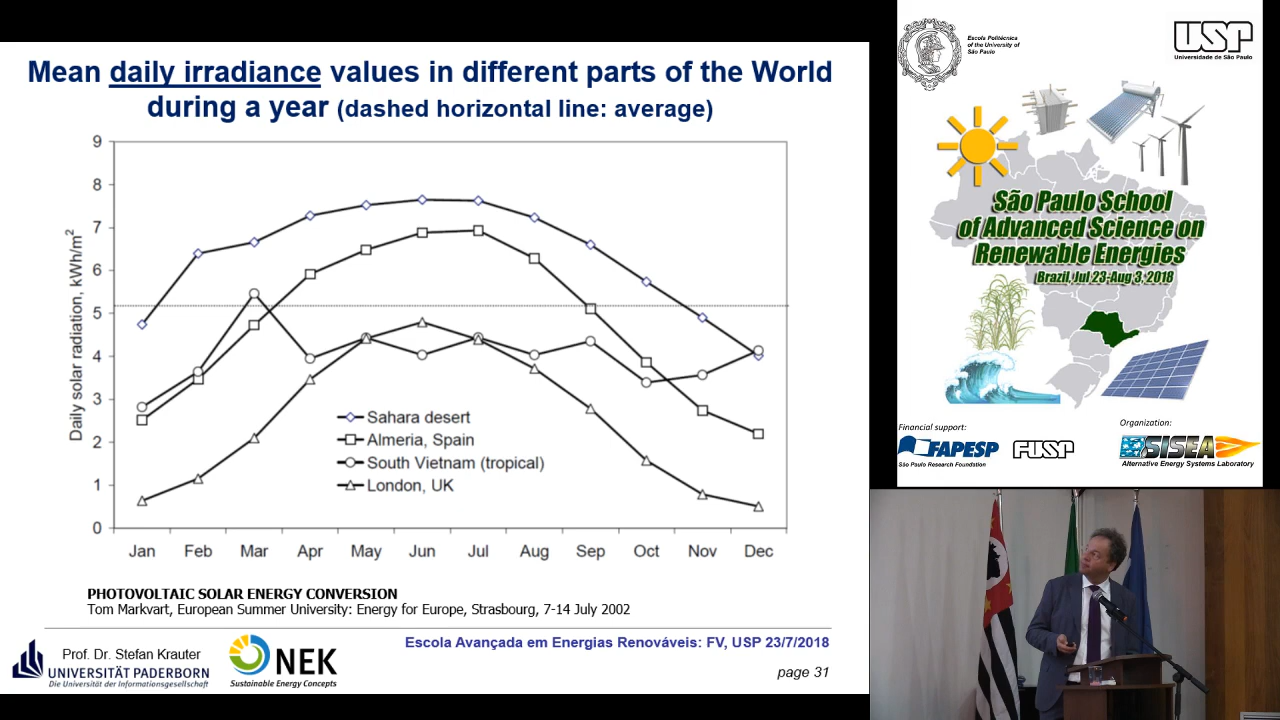 Mean daily irradiance values in different parts of the World
during a year (dashed horizontal line: average)
Daily solar radiation, kWh/m²
9
8
7
6
5
4
3
2
1
0
Sahara desert
Almeria, Spain
South Vietnam (tropical)
London, UK
Jan Feb Mar Apr May Jun Jul Aug Sep Oct Nov Dec
PHOTOVOLTAIC SOLAR ENERGY CONVERSION
Tom Markvart, European Summer University: Energy for Europe, Strasbourg, 7-14 July 2002
Prof. Dr. Stefan Krauter
UNIVERSITÄT PADERBORN
Die Universität der Informationsgesellschaft
NEK
Sustainable Energy Concepts
Escola Avançada em Energias Renováveis: FV, USP 23/7/2018
page 31
Escola Politécnica
of the University of
São Paulo
USP
Universidade de São Paulo
São Paulo School
of Advanced Science on
Renewable Energies
Brazil, Jul 23-Aug 3, 2018
Financial support:
FAPESP
São Paulo Research Foundation
FUSP
Organization:
SISEA
Alternative Energy Systems Laboratory